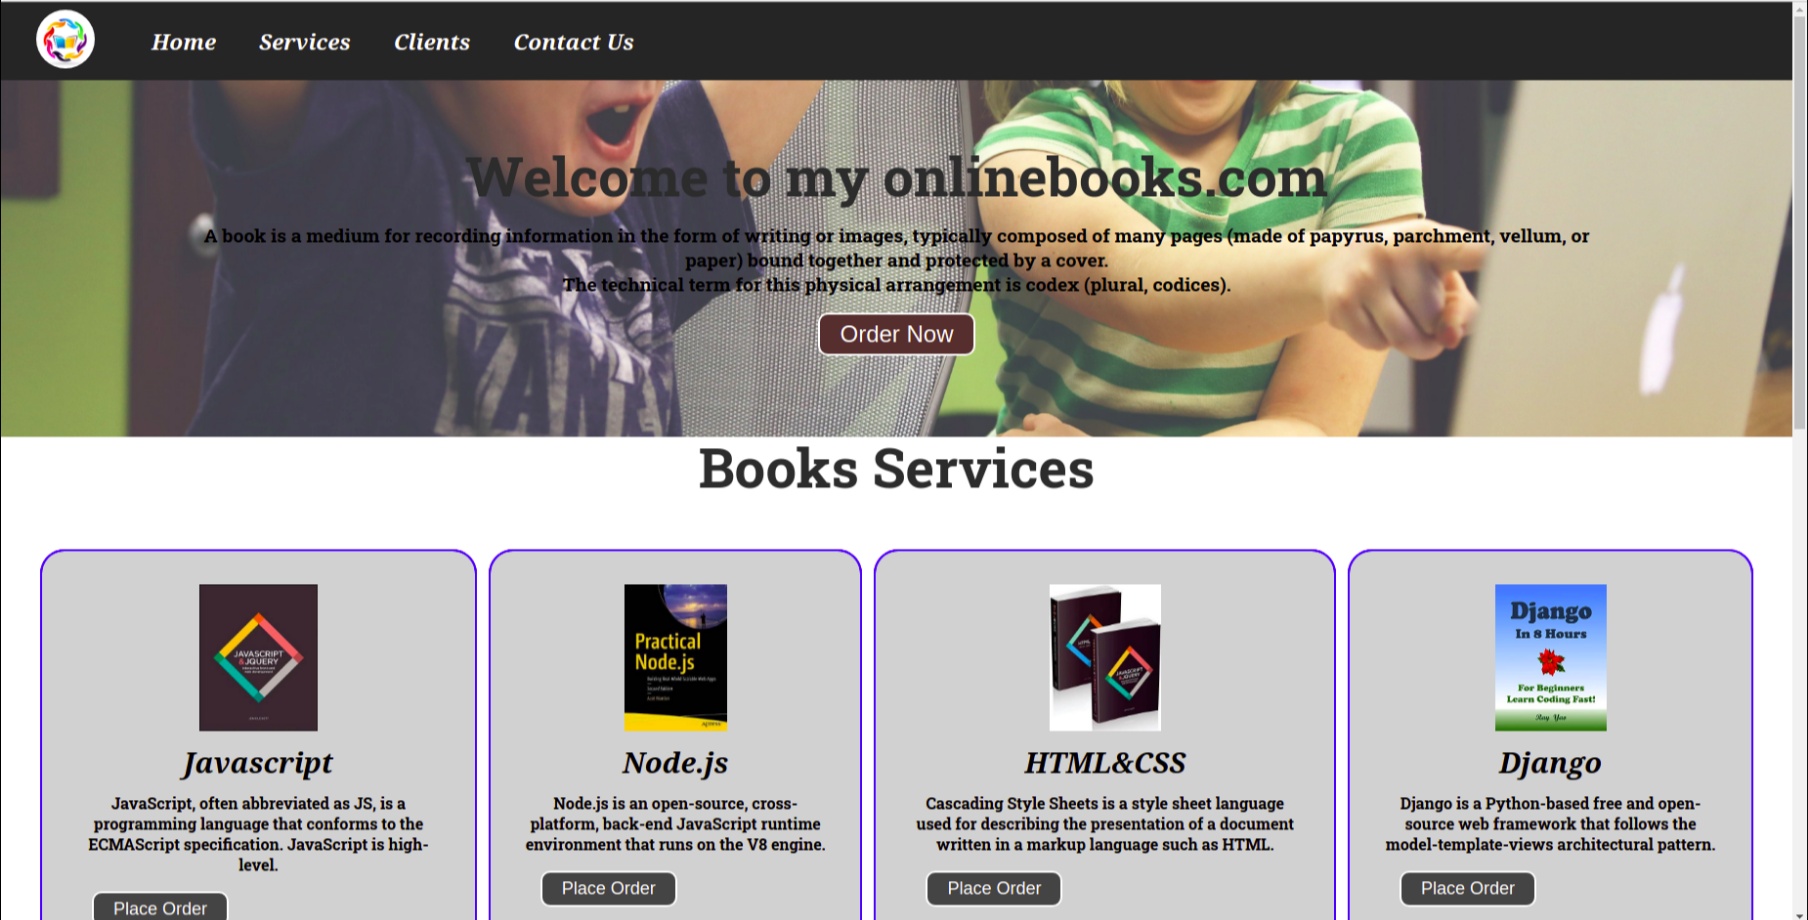 Home Services Clients Contact Us
Welcome to my onlinebooks.com
A book is a medium for recording information in the form of writing or images, typically composed of many pages (made of papyrus, parchment, vellum, or
paper) bound together and protected by a cover.
The technical term for this physical arrangement is codex (plural, codices).
Order Now
Books Services
JAVASCRIPT
&JQUERY
Javascript
JavaScript, often abbreviated as JS, is a
programming language that conforms to the
ECMAScript specification. JavaScript is high-
level.
Place Order
Practical
Node.js
Node.js
Node.js is an open-source, cross-
platform, back-end JavaScript runtime
environment that runs on the V8 engine.
Place Order
HTML&CSS
Cascading Style Sheets is a style sheet language
used for describing the presentation of a document
written in a markup language such as HTML.
Place Order
Django
In 8 Hours
For Beginners
Learn Coding Fast!
Ray Yao
Django
Django is a Python-based free and open-
source web framework that follows the
model-template-views architectural pattern.
Place Order